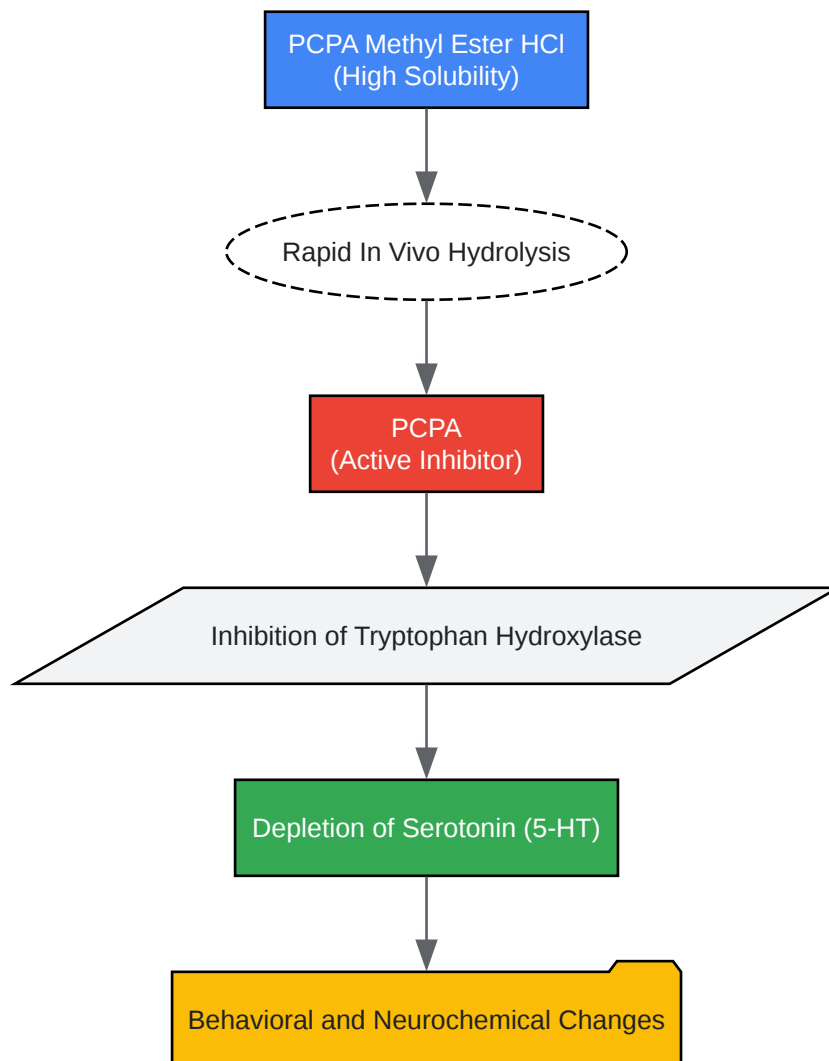 PCPA Methyl Ester HCl
(High Solubility)
Rapid In Vivo Hydrolysis
PCPA
(Active Inhibitor)
Inhibition of Tryptophan Hydroxylase
Depletion of Serotonin (5-HT)
Behavioral and Neurochemical Changes